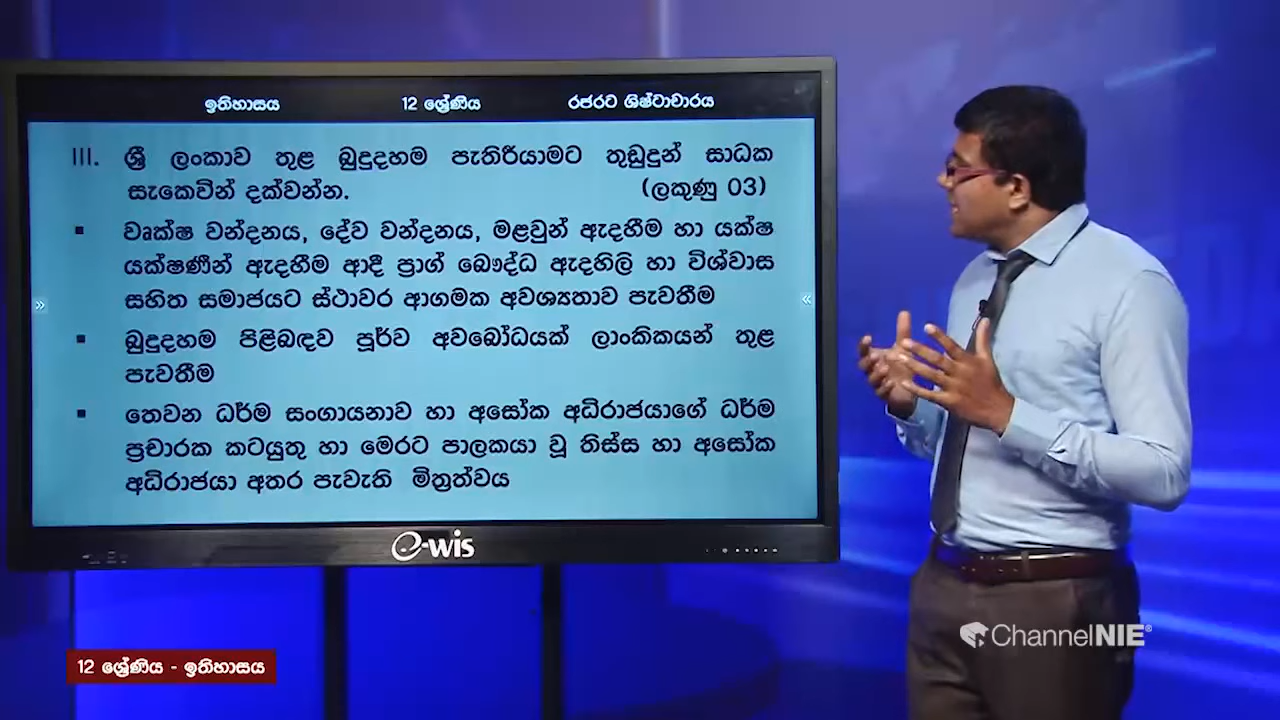 ඉතිහාසය 12 ශ්‍රේණිය රජරට ශිෂ්ටාචාරය
III. ශ්‍රී ලංකාව තුළ බුදුදහම පැතිරීයාමට තුඩුදුන් සාධක
සැකෙවින් දක්වන්න. (ලකුණු 03)
▪ වෘක්ෂ වන්දනය, දේව වන්දනය, මළවුන් ඇදහීම හා යක්ෂ
යක්ෂණීන් ඇදහීම ආදී ප්‍රාග් බෞද්ධ ඇදහිලි හා විශ්වාස
සහිත සමාජයට ස්ථාවර ආගමක අවශ්‍යතාව පැවතීම
▪ බුදුදහම පිළිබඳව පූර්ව අවබෝධයක් ලාංකිකයන් තුළ
පැවතීම
▪ තෙවන ධර්ම සංගායනාව හා අසෝක අධිරාජයාගේ ධර්ම
ප්‍රචාරක කටයුතු හා මෙරට පාලකයා වූ තිස්ස හා අසෝක
අධිරාජයා අතර පැවැති මිත්‍රත්වය
e-wis
ChannelNIE®
12 ශ්‍රේණිය - ඉතිහාසය